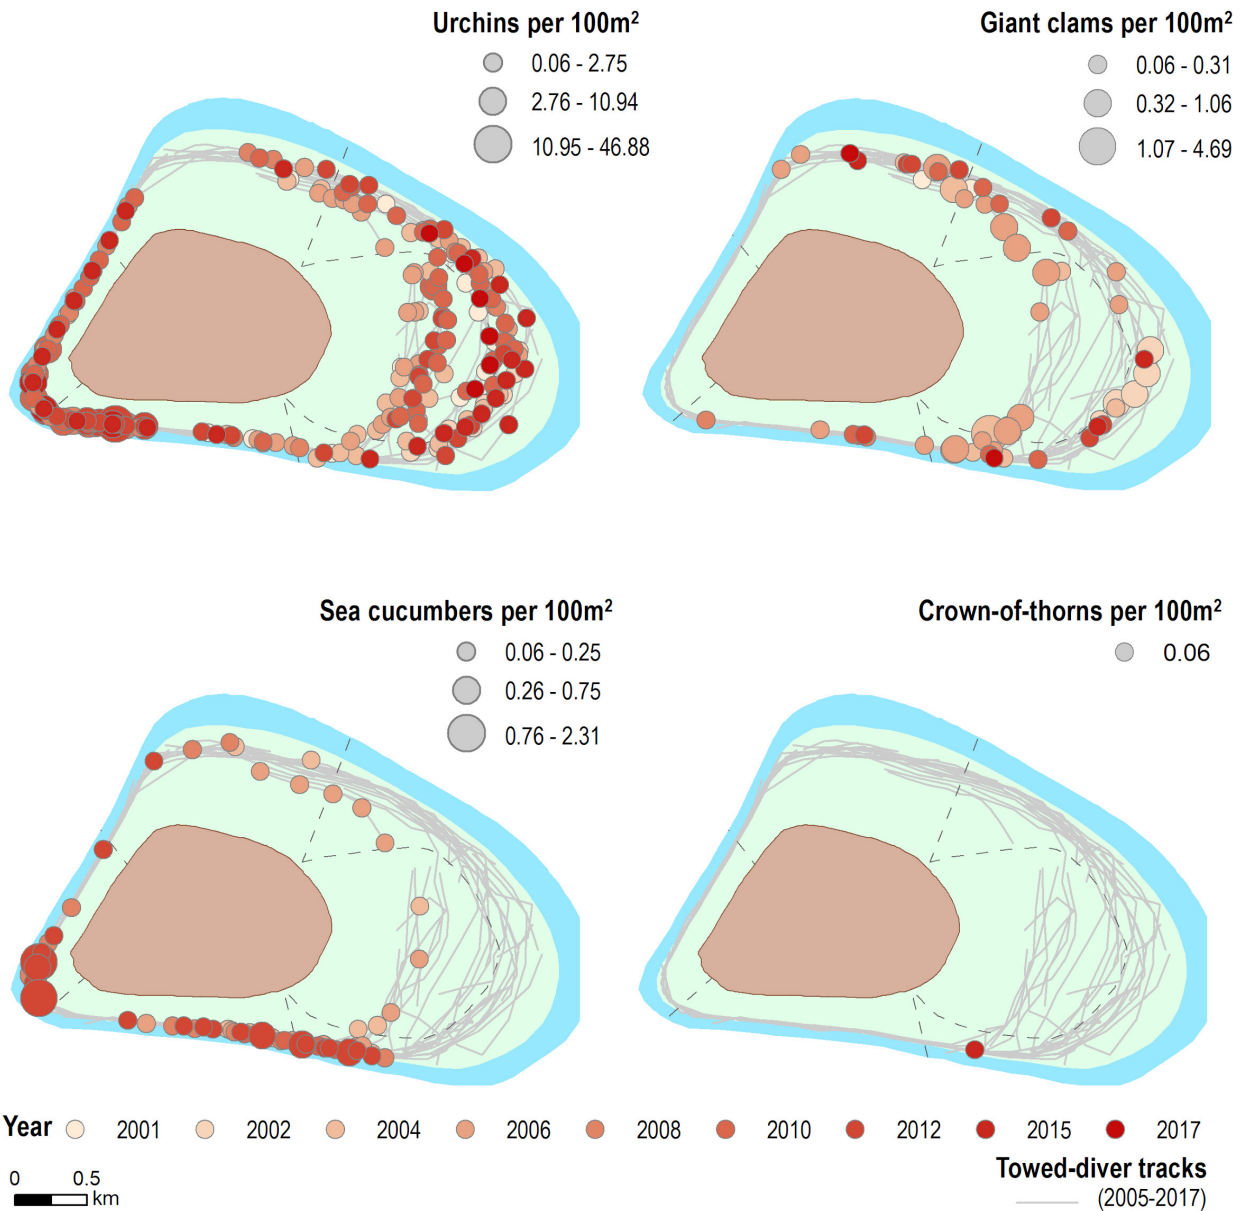 Urchins per 100m²
0.06 - 2.75
2.76 - 10.94
10.95 - 46.88
Giant clams per 100m²
0.06 - 0.31
0.32 - 1.06
1.07 - 4.69
Sea cucumbers per 100m²
0.06 - 0.25
0.26 - 0.75
0.76 - 2.31
Crown-of-thorns per 100m²
0.06
Year 2001 2002 2004 2006 2008 2010 2012 2015 2017
0 0.5
km
Towed-diver tracks
(2005-2017)